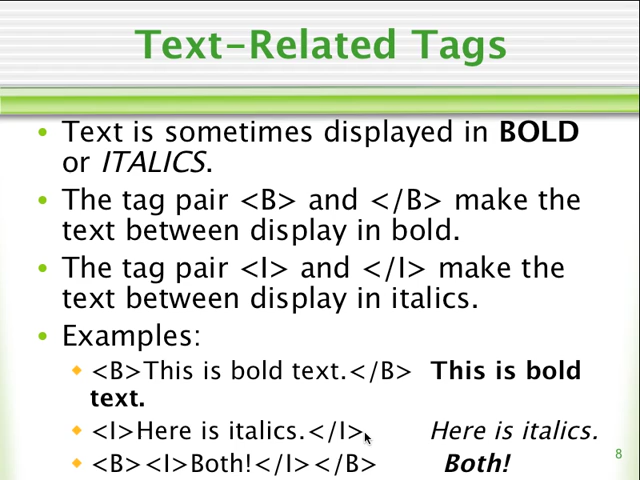 Text-Related Tags
• Text is sometimes displayed in BOLD
or ITALICS.
• The tag pair <B> and </B> make the
text between display in bold.
• The tag pair <I> and </I> make the
text between display in italics.
• Examples:
◆ <B>This is bold text.</B> This is bold
text.
◆ <I>Here is italics.</I> Here is italics.
◆ <B><I>Both!</I></B> Both!
8